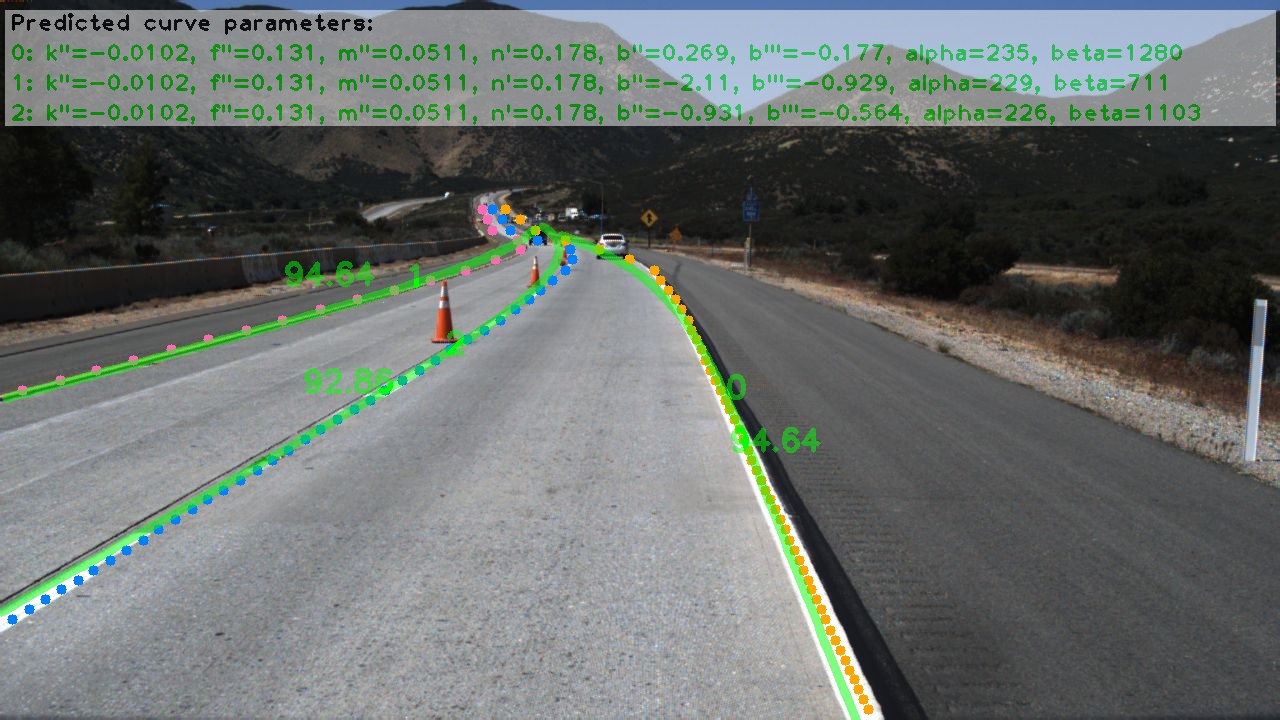 Predicted curve parameters:
0: k''=-0.0102, f''=0.131, m''=0.0511, n'=0.178, b''=0.269, b'''=-0.177, alpha=235, beta=1280
1: k''=-0.0102, f''=0.131, m''=0.0511, n'=0.178, b''=-2.11, b'''=-0.929, alpha=229, beta=711
2: k''=-0.0102, f''=0.131, m''=0.0511, n'=0.178, b''=-0.931, b'''=-0.564, alpha=226, beta=1103
94.64 1
2
92.86
0
94.64